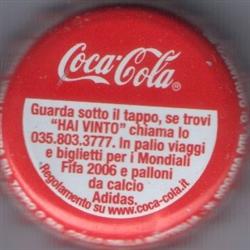 Coca-Cola®
Guarda sotto il tappo, se trovi
"HAI VINTO" chiama lo
035.803.3777. In palio viaggi
e biglietti per i Mondiali
Fifa 2006 e palloni
da calcio
Adidas.
Regolamento su www.coca-cola.it